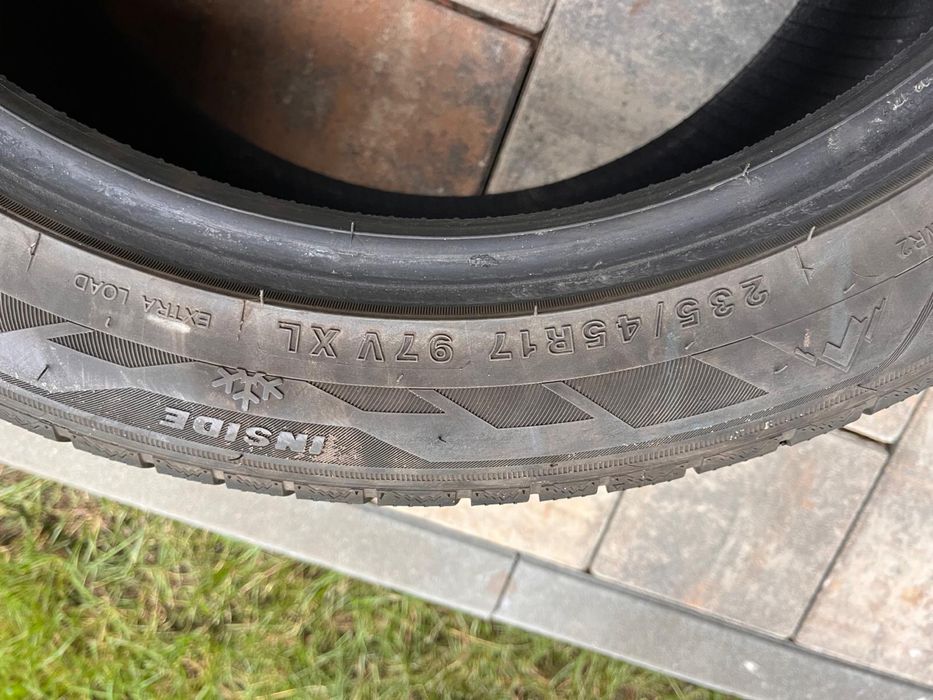 235/45R17 97V XL
EXTRA LOAD
INSIDE